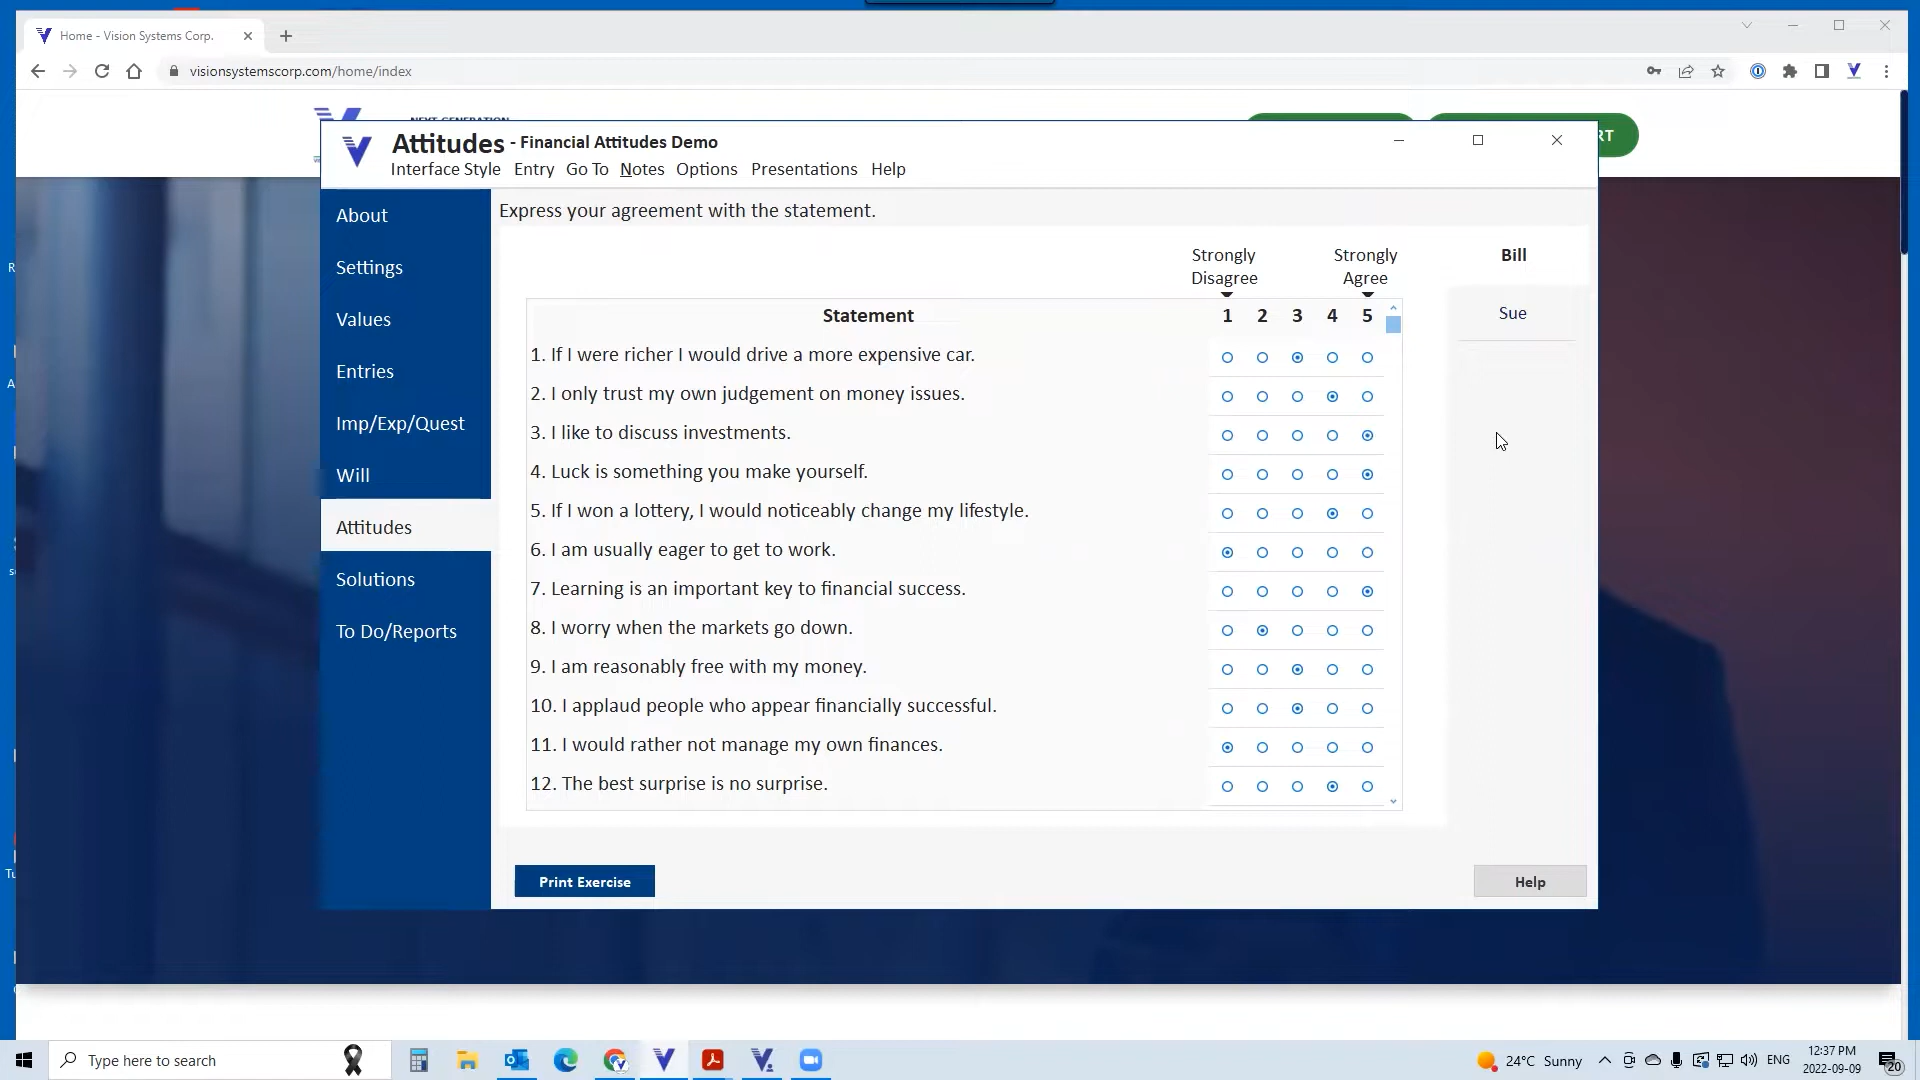 Home - Vision Systems Corp.
visionsystemscorp.com/home/index
Attitudes - Financial Attitudes Demo
Interface Style Entry Go To Notes Options Presentations Help
About
Settings
Values
Entries
Imp/Exp/Quest
Will
Attitudes
Solutions
To Do/Reports
Express your agreement with the statement.
Strongly Disagree
Strongly Agree
Bill
Sue
Statement 1 2 3 4 5
1. If I were richer I would drive a more expensive car.
2. I only trust my own judgement on money issues.
3. I like to discuss investments.
4. Luck is something you make yourself.
5. If I won a lottery, I would noticeably change my lifestyle.
6. I am usually eager to get to work.
7. Learning is an important key to financial success.
8. I worry when the markets go down.
9. I am reasonably free with my money.
10. I applaud people who appear financially successful.
11. I would rather not manage my own finances.
12. The best surprise is no surprise.
Print Exercise
Help
Type here to search
24°C Sunny
ENG
12:37 PM
2022-09-09
20